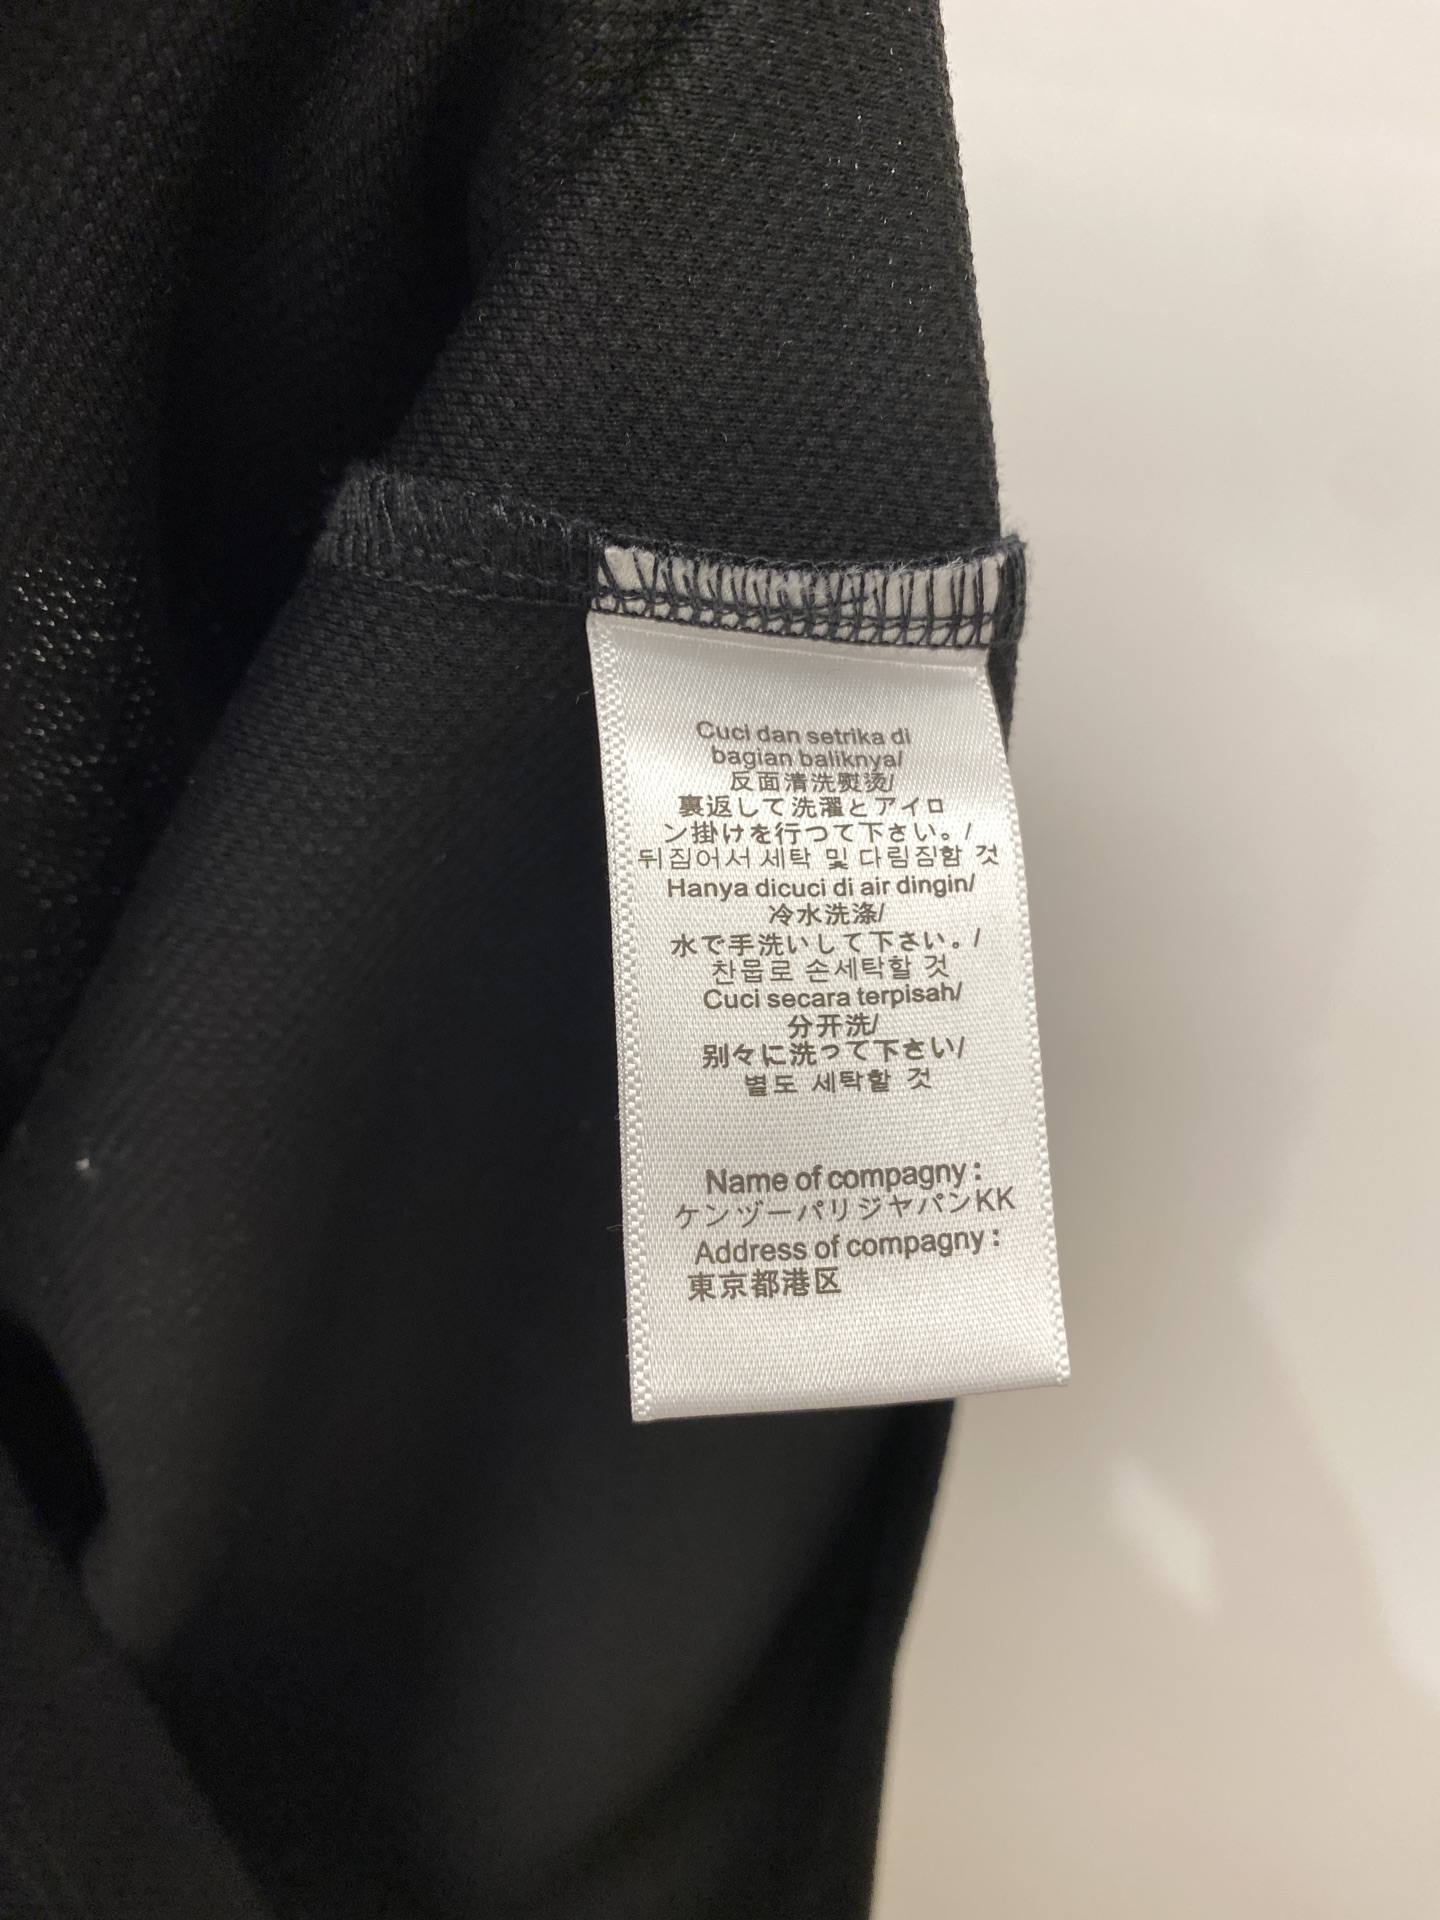 Cuci dan setrika di
bagian baliknya/
反面清洗熨烫/
裏返して洗濯とアイロ
ン掛けを行つて下さい。/
뒤집어서 세탁 및 다림짐할 것
Hanya dicuci di air dingin/
冷水洗涤/
水で手洗いして下さい。/
찬믑로 손세탁할 것
Cuci secara terpisah/
分开洗/
别々に洗って下さい/
별도 세탁할 것
Name of compagny :
ケンゾーパリジャパンKK
Address of compagny :
東京都港区